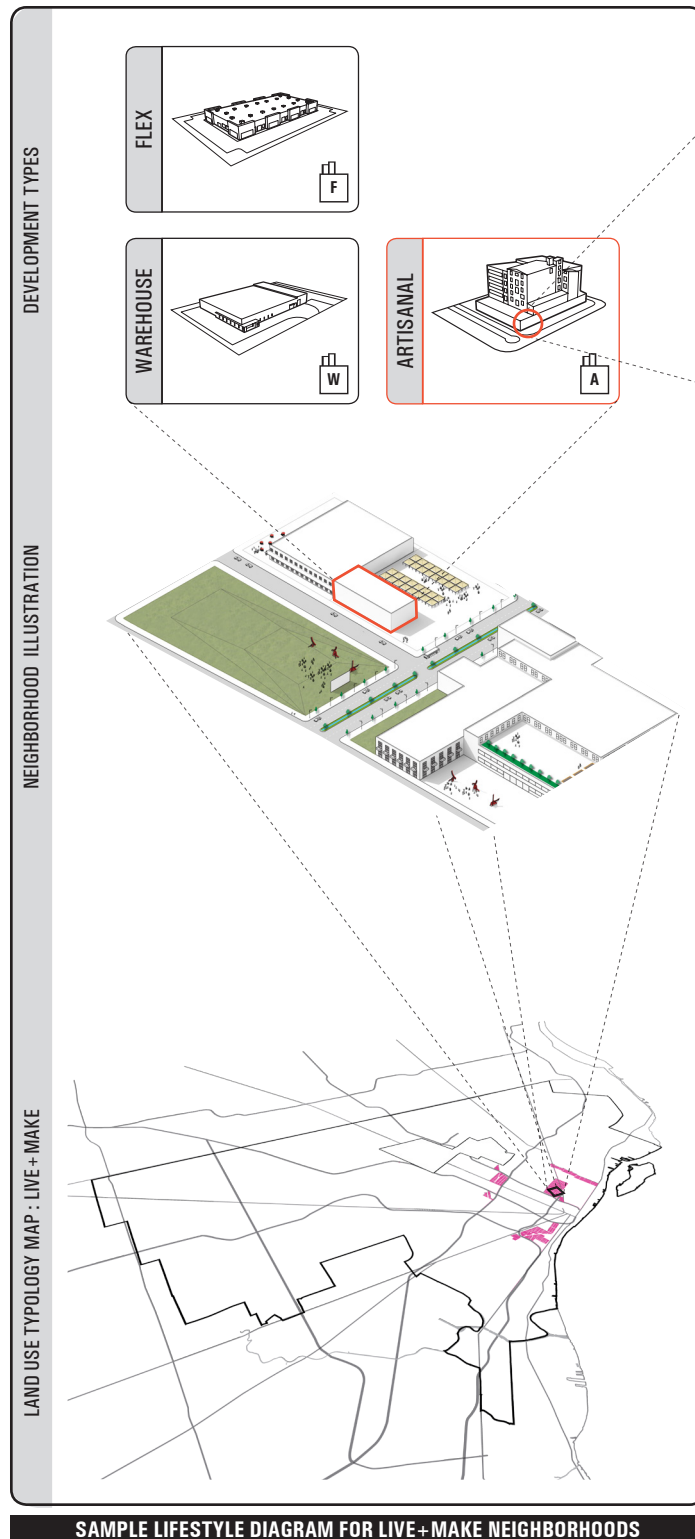 DEVELOPMENT TYPES
FLEX
F
WAREHOUSE
W
ARTISANAL
A
NEIGHBORHOOD ILLUSTRATION
LAND USE TYPOLOGY MAP : LIVE+MAKE
SAMPLE LIFESTYLE DIAGRAM FOR LIVE+MAKE NEIGHBORHOODS